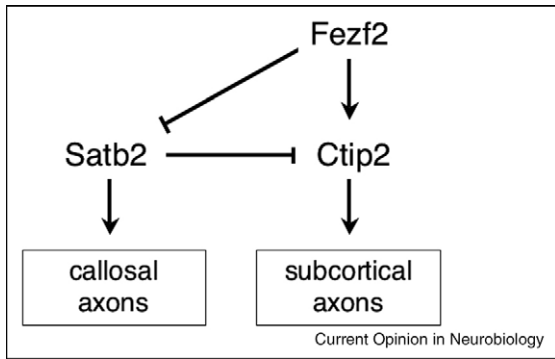 Fezf2
Satb2
Ctip2
callosal
axons
subcortical
axons
Current Opinion in Neurobiology